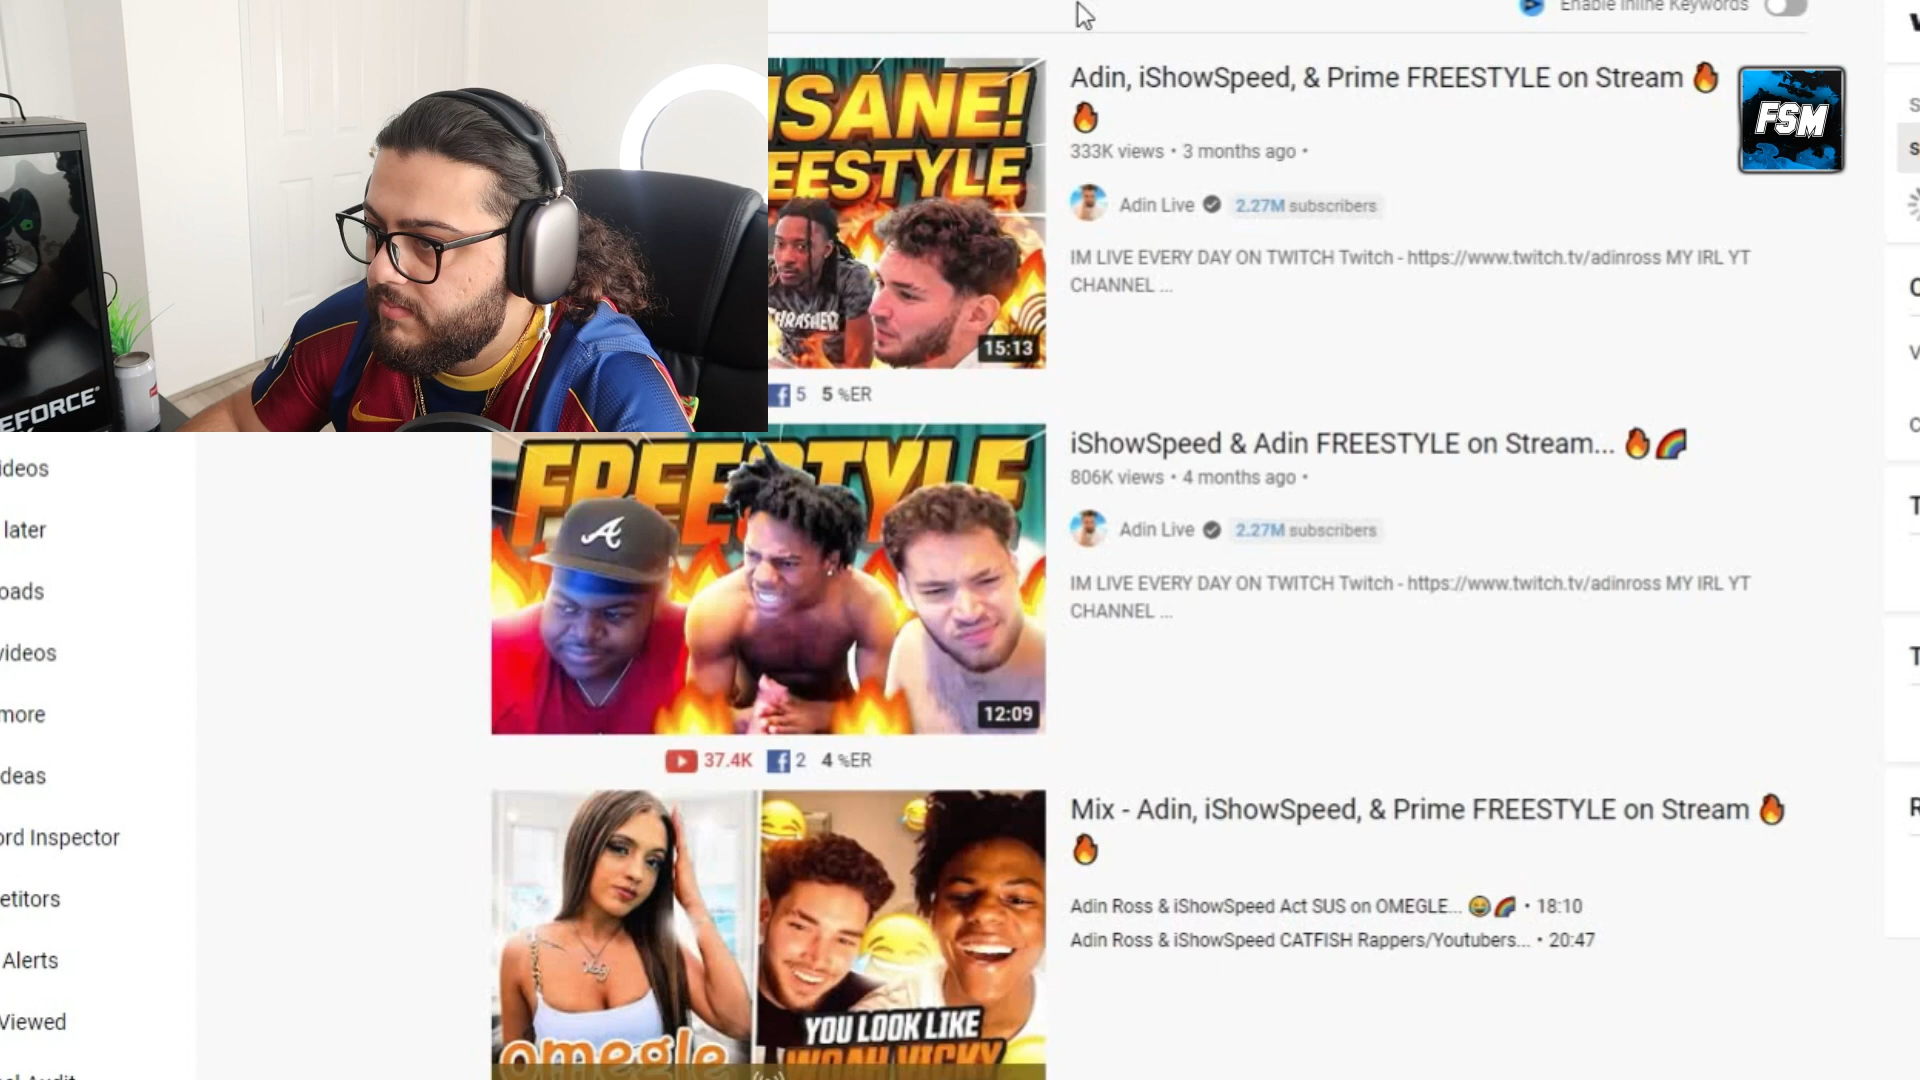 Enable Inline Keywords
Adin, iShowSpeed, & Prime FREESTYLE on Stream 🔥
🔥
333K views • 3 months ago •
Adin Live
2.27M subscribers
IM LIVE EVERY DAY ON TWITCH Twitch - https://www.twitch.tv/adinross MY IRL YT
CHANNEL ...
FSM
SANE!
EESTYLE
THRASHER
15:13
5 5 %ER
EFORCE
iShowSpeed & Adin FREESTYLE on Stream... 🔥🌈
806K views • 4 months ago •
Adin Live
2.27M subscribers
IM LIVE EVERY DAY ON TWITCH Twitch - https://www.twitch.tv/adinross MY IRL YT
CHANNEL ...
FREESTYLE
A
12:09
37.4K 2 4 %ER
Mix - Adin, iShowSpeed, & Prime FREESTYLE on Stream 🔥
🔥
Adin Ross & iShowSpeed Act SUS on OMEGLE... 😂🌈 • 18:10
Adin Ross & iShowSpeed CATFISH Rappers/Youtubers... • 20:47
Vicky
omegle
YOU LOOK LIKE
WOAH VICKY
ideos
later
oads
videos
more
deas
ord Inspector
etitors
Alerts
Viewed